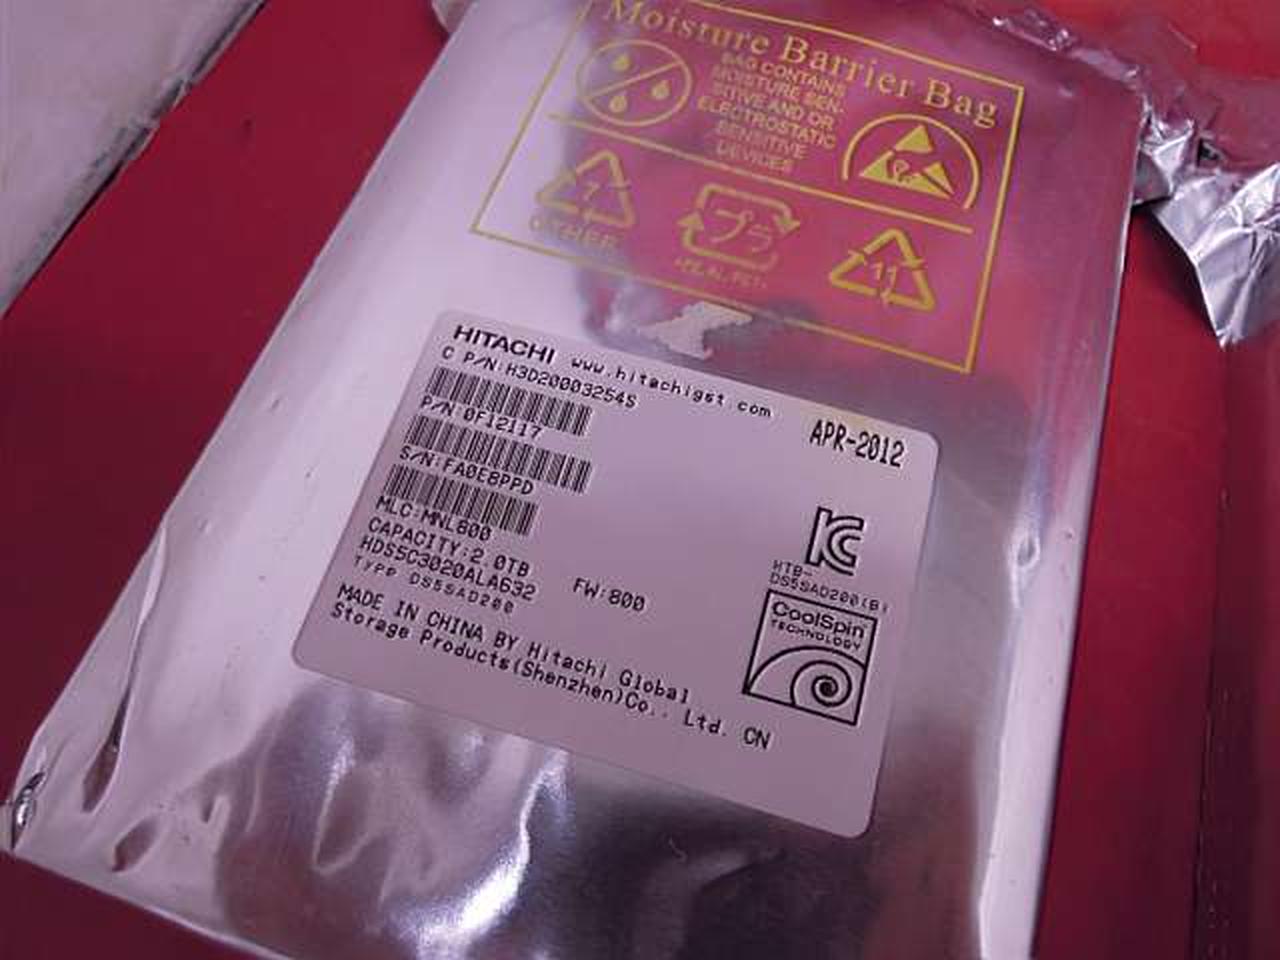 Moisture Barrier Bag
BAG CONTAINS
MOISTURE SEN-
SITIVE AND OR
ELECTROSTATIC
SENSITIVE
DEVICES
7
OTHER
プラ
11
HITACHI www.hitachigst.com
C P/N:H3D20003254S
APR-2012
P/N:0F12117
S/N:FA0E8PPD
MLC:MNL800
CAPACITY:2.0TB
HDS5C3020ALA632 FW:800
TYPE DS5SAD200
HTB-
DS5SAD200(B)
CoolSpin
TECHNOLOGY
MADE IN CHINA BY Hitachi Global
Storage Products(Shenzhen)Co., Ltd. CN